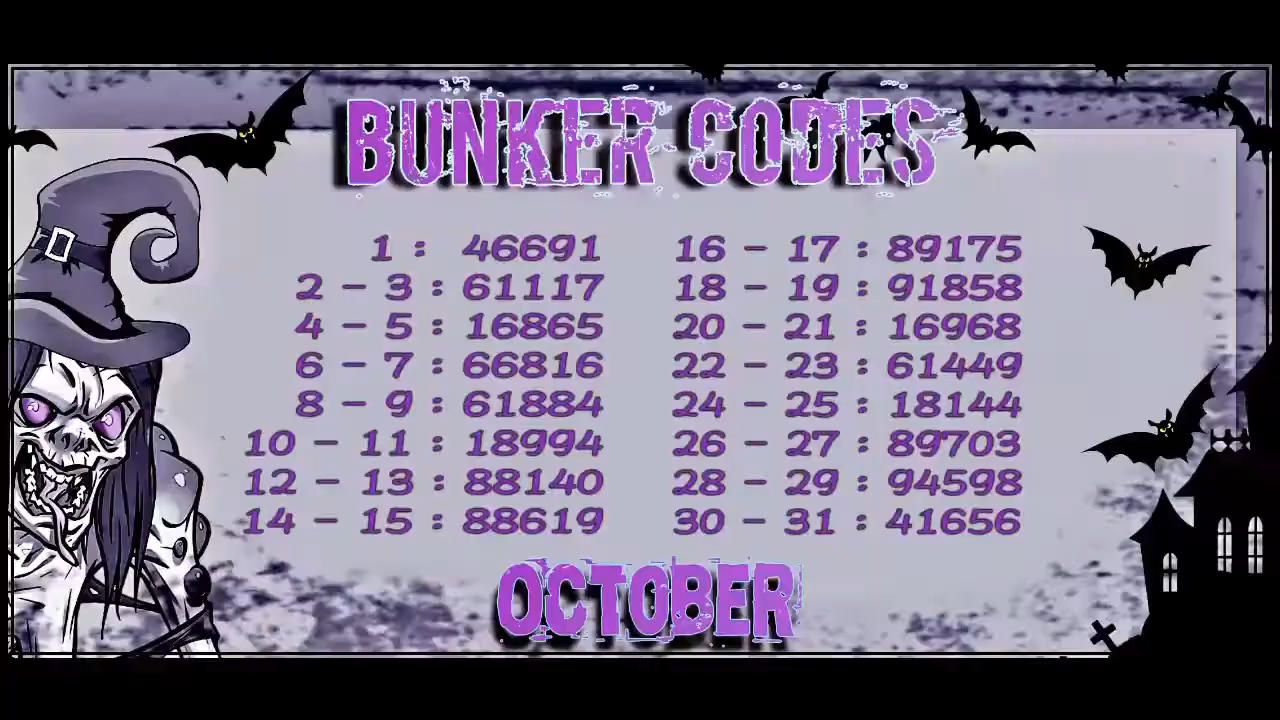 BUNKER CODES
1 : 46691
2 - 3 : 61117
4 - 5 : 16865
6 - 7 : 66816
8 - 9 : 61884
10 - 11 : 18994
12 - 13 : 88140
14 - 15 : 88619
16 - 17 : 89175
18 - 19 : 91858
20 - 21 : 16968
22 - 23 : 61449
24 - 25 : 18144
26 - 27 : 89703
28 - 29 : 94598
30 - 31 : 41656
OCTOBER